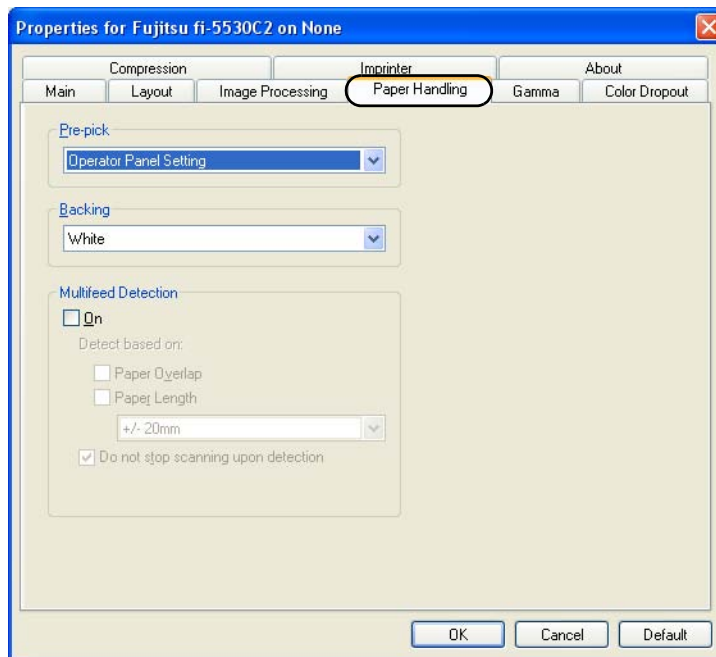 Properties for Fujitsu fi-5530C2 on None
Compression Imprinter About
Main Layout Image Processing Paper Handling Gamma Color Dropout
Pre-pick
Operator Panel Setting
Backing
White
Multifeed Detection
On
Detect based on:
Paper Overlap
Paper Length
+/- 20mm
Do not stop scanning upon detection
OK Cancel Default